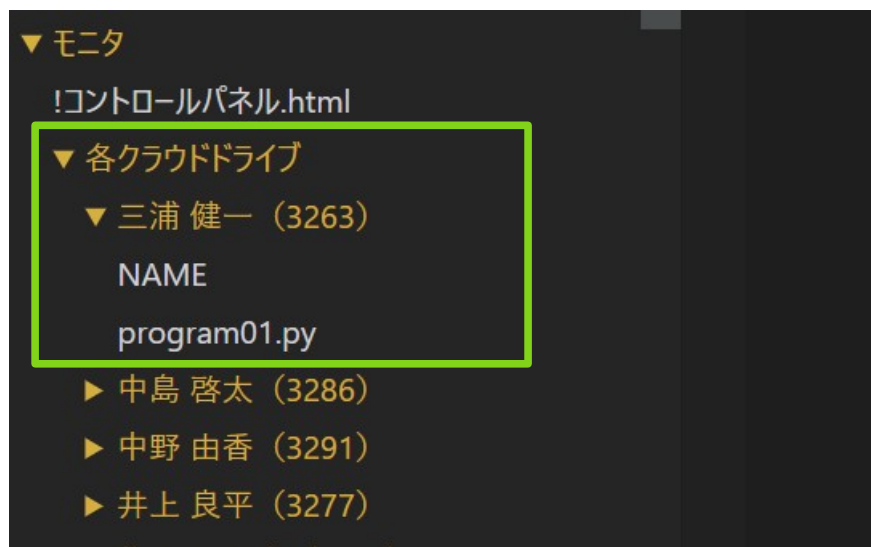 ▼ モニタ
!コントロールパネル.html
▼ 各クラウドドライブ
▼ 三浦 健一（3263）
NAME
program01.py
▶ 中島 啓太（3286）
▶ 中野 由香（3291）
▶ 井上 良平（3277）